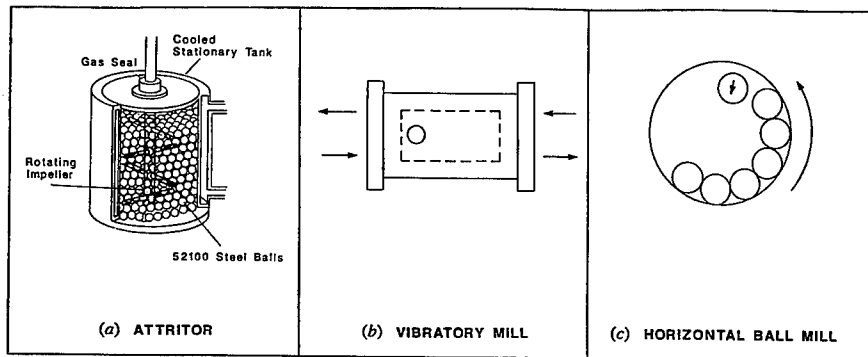 Cooled
Stationary Tank
Gas Seal
Rotating
Impeller
52100 Steel Balls
(a) ATTRITOR
(b) VIBRATORY MILL
(c) HORIZONTAL BALL MILL